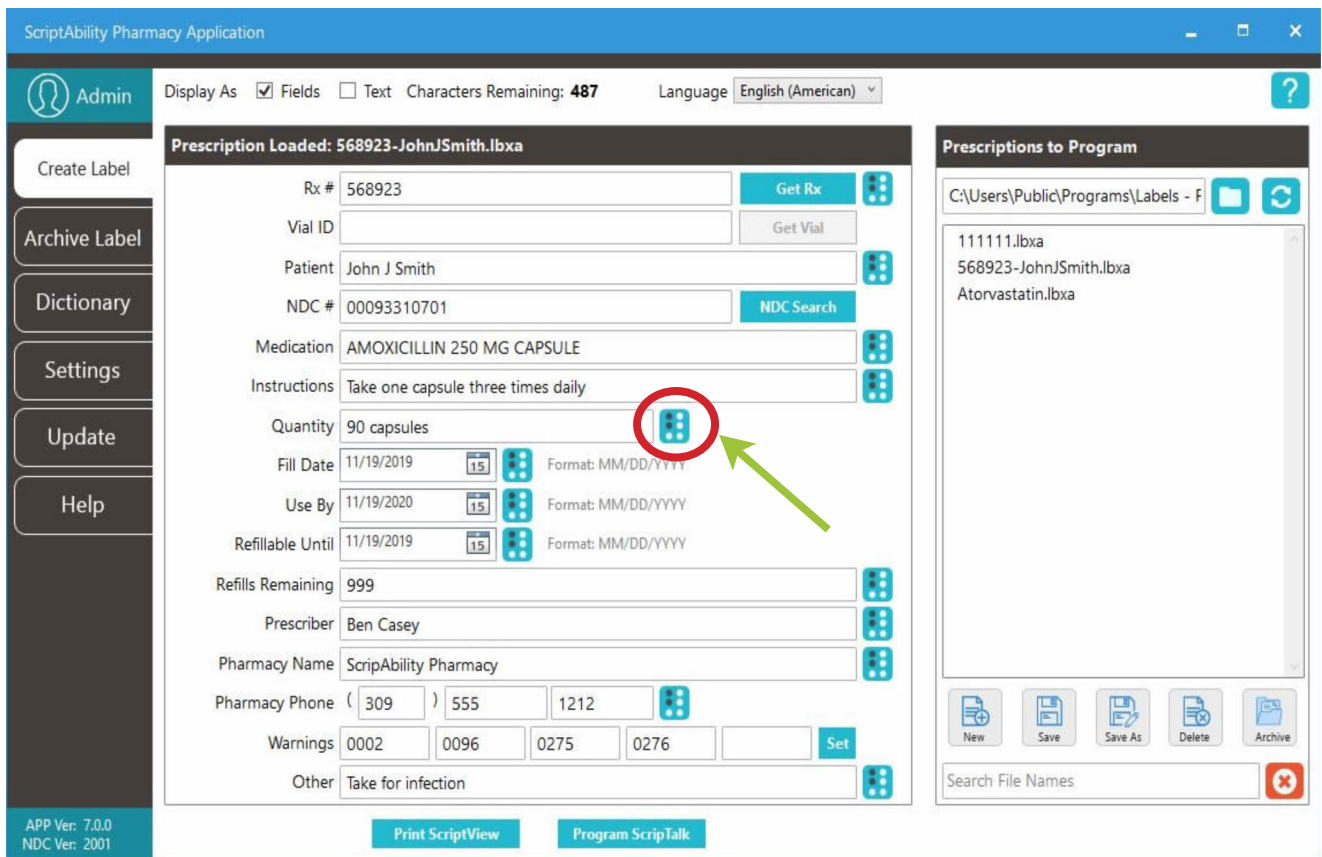 ScriptAbility Pharmacy Application
Admin
Display As Fields Text Characters Remaining: 487 Language English (American)
?
Create Label
Archive Label
Dictionary
Settings
Update
Help
APP Ver: 7.0.0
NDC Ver: 2001
Prescription Loaded: 568923-JohnJSmith.lbxa
Rx # 568923 Get Rx
Vial ID Get Vial
Patient John J Smith
NDC # 00093310701 NDC Search
Medication AMOXICILLIN 250 MG CAPSULE
Instructions Take one capsule three times daily
Quantity 90 capsules
Fill Date 11/19/2019 15 Format: MM/DD/YYYY
Use By 11/19/2020 15 Format: MM/DD/YYYY
Refillable Until 11/19/2019 15 Format: MM/DD/YYYY
Refills Remaining 999
Prescriber Ben Casey
Pharmacy Name ScripAbility Pharmacy
Pharmacy Phone ( 309 ) 555 1212
Warnings 0002 0096 0275 0276 Set
Other Take for infection
Print ScriptView Program ScripTalk
Prescriptions to Program
C:\Users\Public\Programs\Labels - F
111111.lbxa
568923-JohnJSmith.lbxa
Atorvastatin.lbxa
New Save Save As Delete Archive
Search File Names